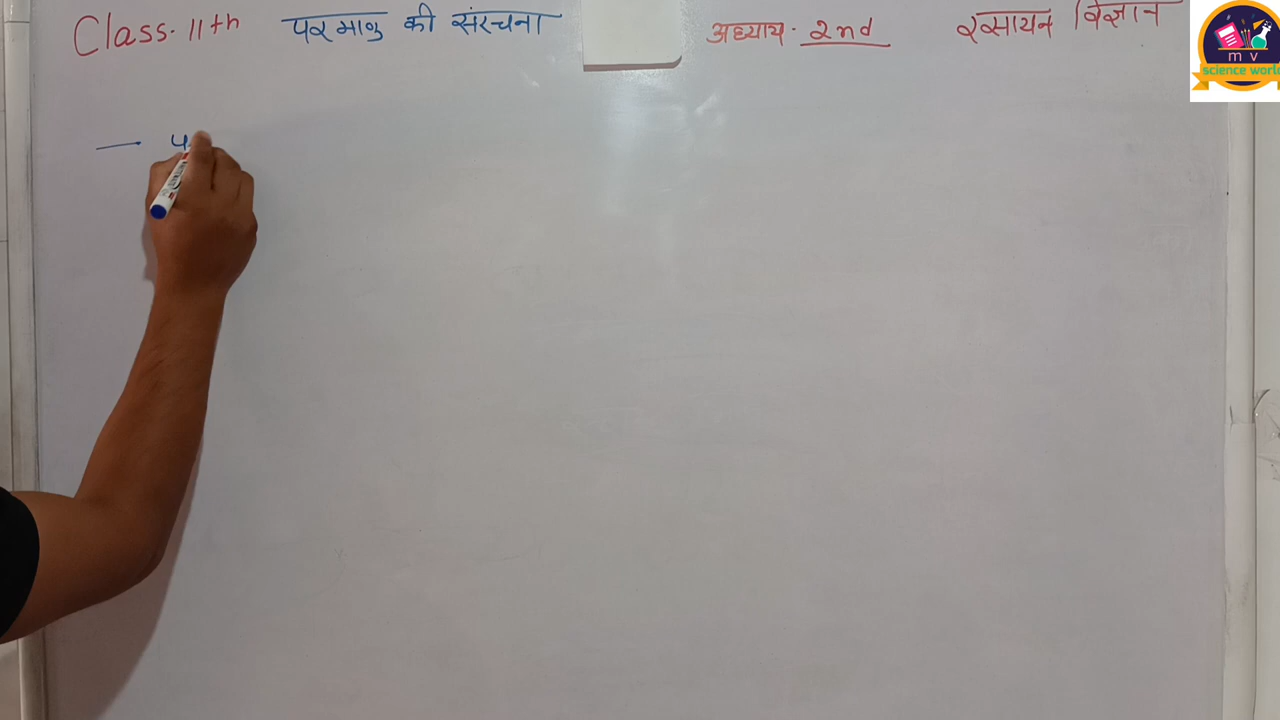 Class. 11th परमाणु की संरचना अध्याय. 2nd रसायन विज्ञान
m v
science world
— प